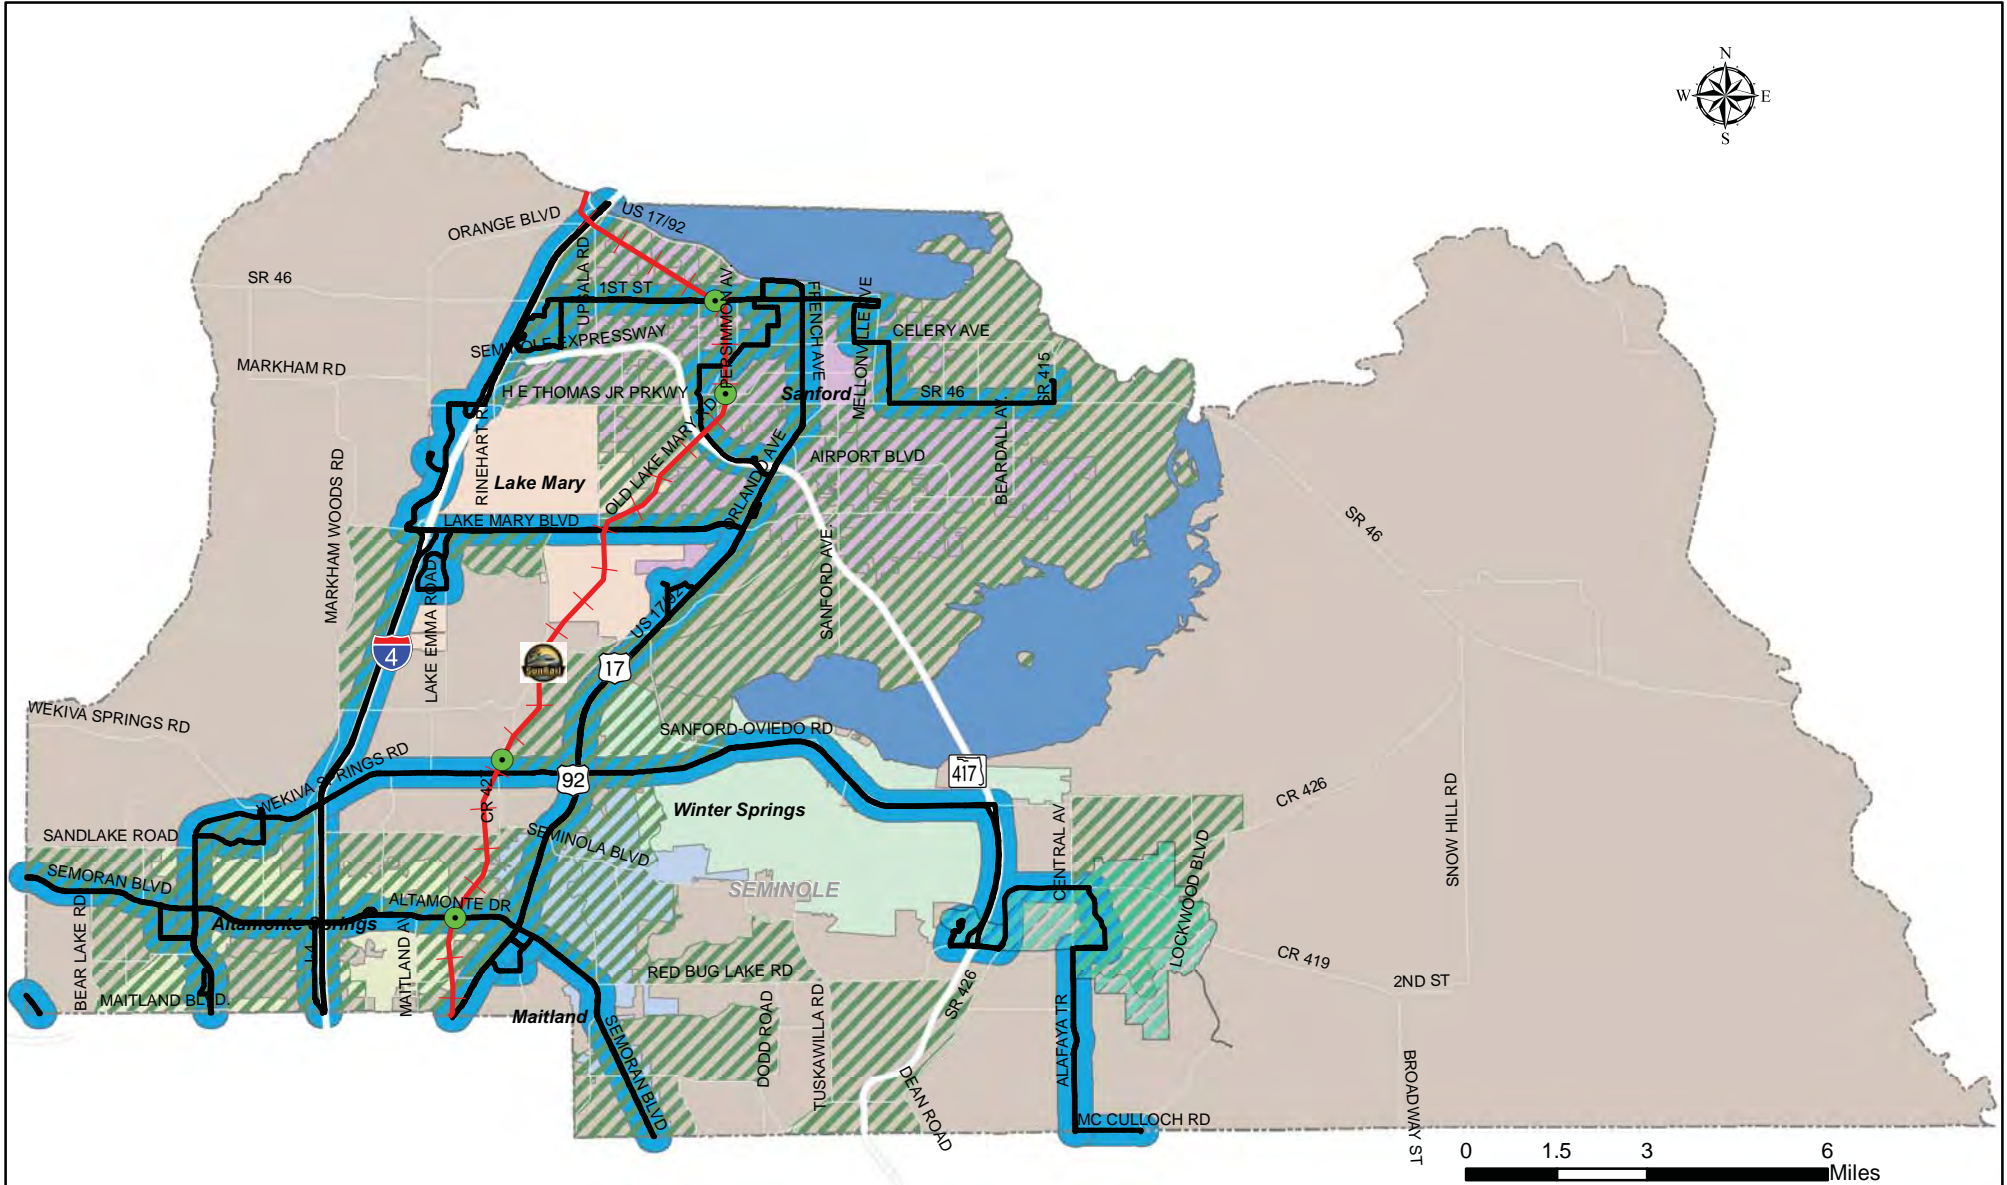 N
W
E
S
ORANGE BLVD
US 17/92
SR 46
UPSALA RD
1ST ST
PERSIMMON AV.
FRENCH AVE
MELLONVILLE AVE
CELERY AVE
SEMINOLE EXPRESSWAY
MARKHAM RD
H E THOMAS JR PRKWY
Sanford
SR 46
SR 415
RINEHART R
OLD LAKE MARY RD
ORLANDO AVE
AIRPORT BLVD
BEARDALL AV.
Lake Mary
MARKHAM WOODS RD
LAKE MARY BLVD
SR 46
SANFORD AVE.
LAKE EMMA ROAD
US 17/92
4
SunRail
17
WEKIVA SPRINGS RD
SANFORD-OVIEDO RD
WEKIVA SPRINGS RD
92
417
CR 427
CR 426
SNOW HILL RD
Winter Springs
SANDLAKE ROAD
SEMINOLA BLVD
CENTRAL AV
LOCKWOOD BLVD
SEMORAN BLVD
SEMINOLE
ALTAMONTE DR
BEAR LAKE RD
Altamonte Springs
I-4
MAITLAND AV
RED BUG LAKE RD
CR 419
2ND ST
MAITLAND BLVD.
Maitland
SEMORAN BLVD
DODD ROAD
TUSKAWILLA RD
SR 426
ALAFAYA TR
DEAN ROAD
MC CULLOCH RD
BROADWAY ST
0 1.5 3 6
Miles